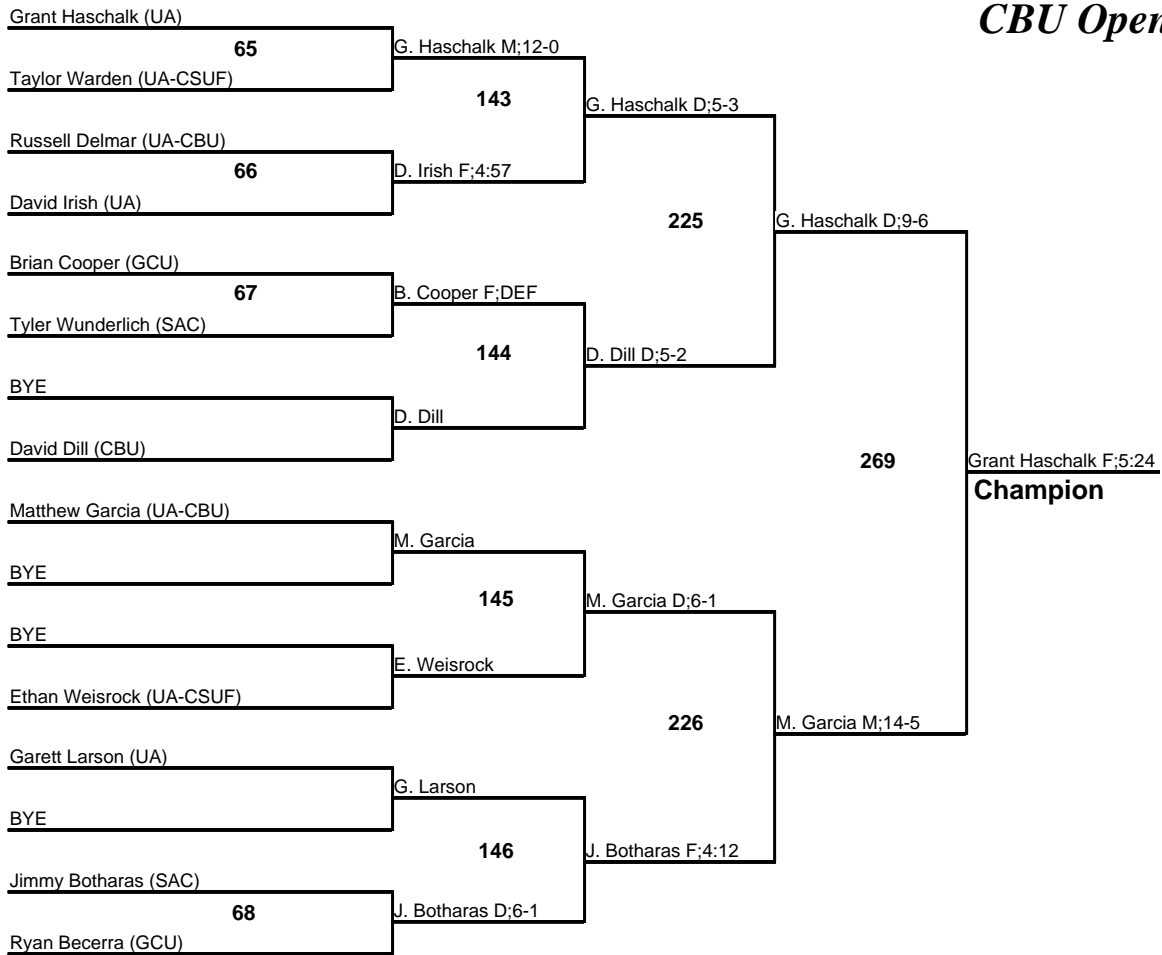 CBU Open
Grant Haschalk (UA)
65
Taylor Warden (UA-CSUF)
G. Haschalk M;12-0
143
Russell Delmar (UA-CBU)
66
David Irish (UA)
D. Irish F;4:57
G. Haschalk D;5-3
225
Brian Cooper (GCU)
67
Tyler Wunderlich (SAC)
B. Cooper F;DEF
144
BYE
David Dill (CBU)
D. Dill
D. Dill D;5-2
G. Haschalk D;9-6
269
Grant Haschalk F;5:24
Champion
Matthew Garcia (UA-CBU)
BYE
M. Garcia
145
BYE
Ethan Weisrock (UA-CSUF)
E. Weisrock
M. Garcia D;6-1
226
M. Garcia M;14-5
Garett Larson (UA)
BYE
G. Larson
146
J. Botharas F;4:12
Jimmy Botharas (SAC)
68
Ryan Becerra (GCU)
J. Botharas D;6-1